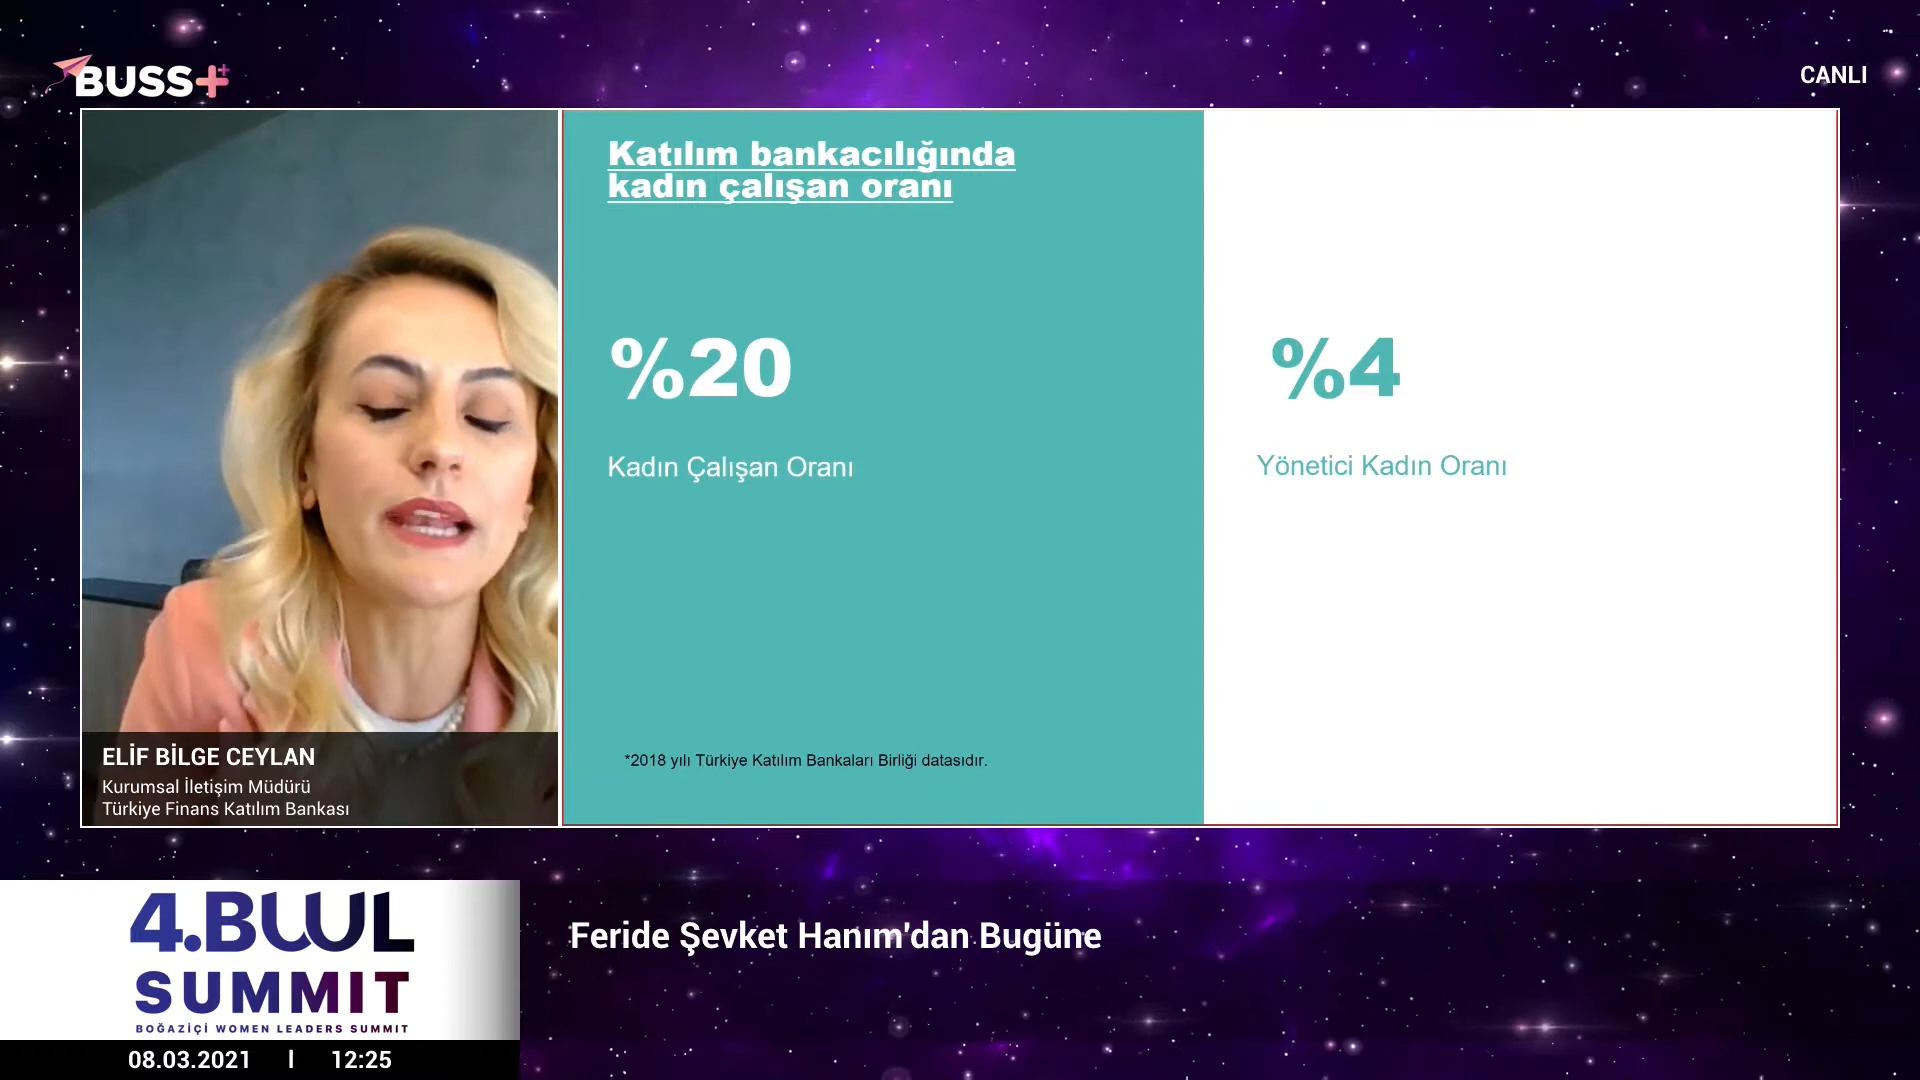 BUSS+
CANLI
Katılım bankacılığında
kadın çalışan oranı
%20
%4
Kadın Çalışan Oranı
Yönetici Kadın Oranı
*2018 yılı Türkiye Katılım Bankaları Birliği datasıdır.
ELİF BİLGE CEYLAN
Kurumsal İletişim Müdürü
Türkiye Finans Katılım Bankası
4.BWL
SUMMIT
BOĞAZİÇİ WOMEN LEADERS SUMMIT
Feride Şevket Hanım'dan Bugüne
08.03.2021 | 12:25